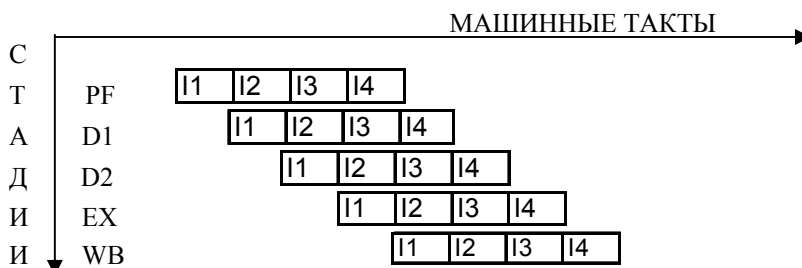 МАШИННЫЕ ТАКТЫ
С
Т PF I1 I2 I3 I4
А D1 I1 I2 I3 I4
Д D2 I1 I2 I3 I4
И EX I1 I2 I3 I4
И WB I1 I2 I3 I4